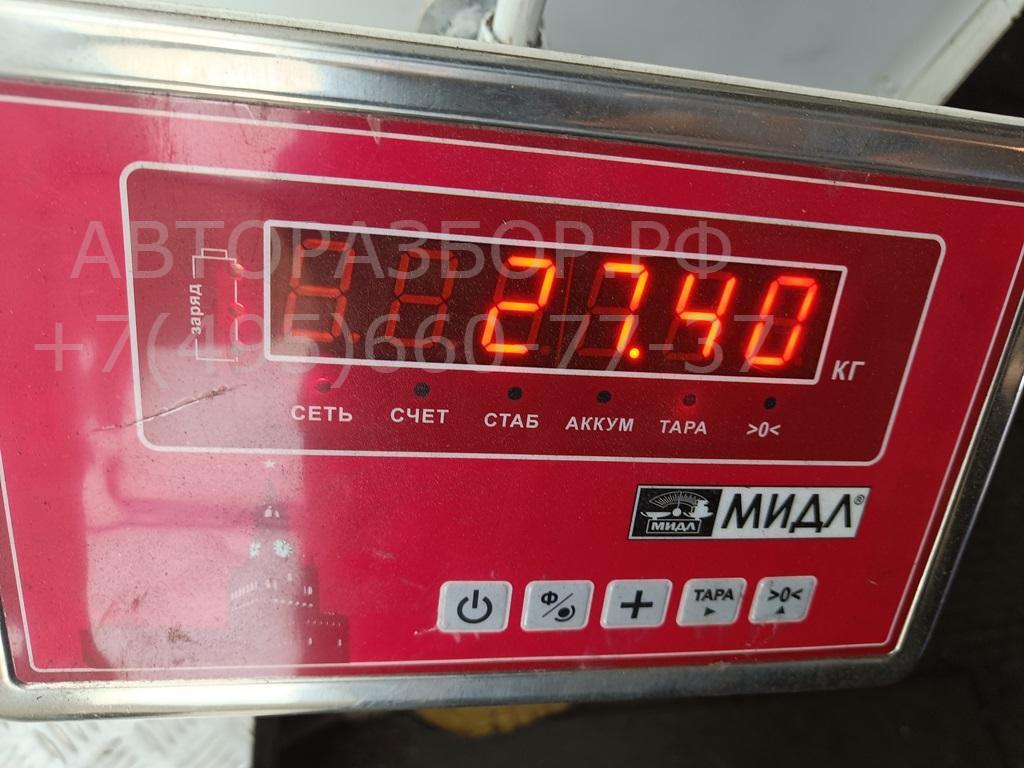 АВТОРАЗБОР.РФ
+7(495)660-77-37
заряд
27.40
КГ
СЕТЬ СЧЕТ СТАБ АККУМ ТАРА >0<
МИДЛ МИДЛ®
Ф ТАРА >0<